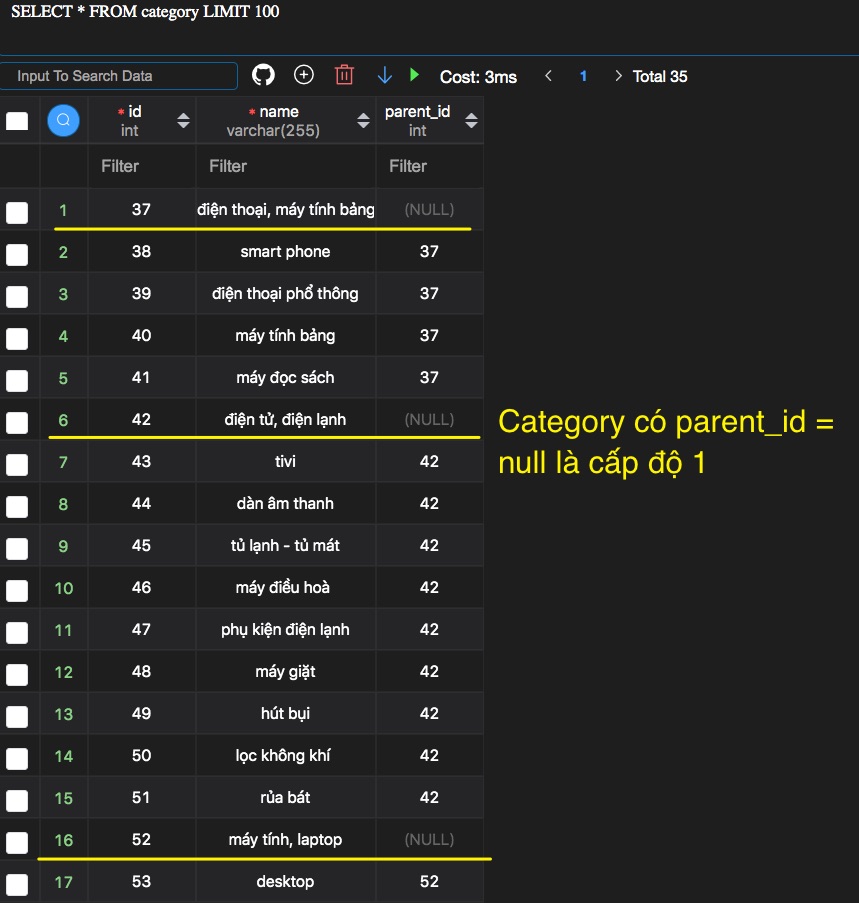 SELECT * FROM category LIMIT 100
Input To Search Data Cost: 3ms 1 Total 35
* id * name parent_id
int varchar(255) int
Filter Filter Filter
1 37 điện thoại, máy tính bảng (NULL)
2 38 smart phone 37
3 39 điện thoại phổ thông 37
4 40 máy tính bảng 37
5 41 máy đọc sách 37
6 42 điện tử, điện lạnh (NULL)
7 43 tivi 42
8 44 dàn âm thanh 42
9 45 tủ lạnh - tủ mát 42
10 46 máy điều hoà 42
11 47 phụ kiện điện lạnh 42
12 48 máy giặt 42
13 49 hút bụi 42
14 50 lọc không khí 42
15 51 rủa bát 42
16 52 máy tính, laptop (NULL)
17 53 desktop 52
Category có parent_id =
null là cấp độ 1